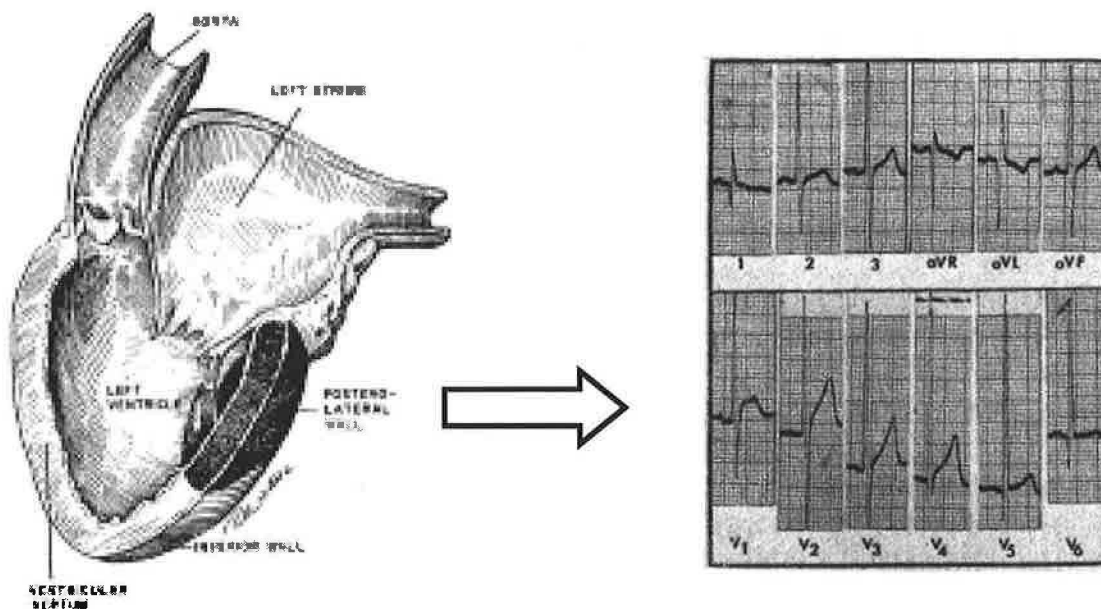 AORTA
LEFT ATRIUM
LEFT
VENTRICLE
POSTERO-
LATERAL
WALL
INFERIOR WALL
VENTRICULAR
SEPTUM
1 2 3 aVR aVL aVF
V1 V2 V3 V4 V5 V6